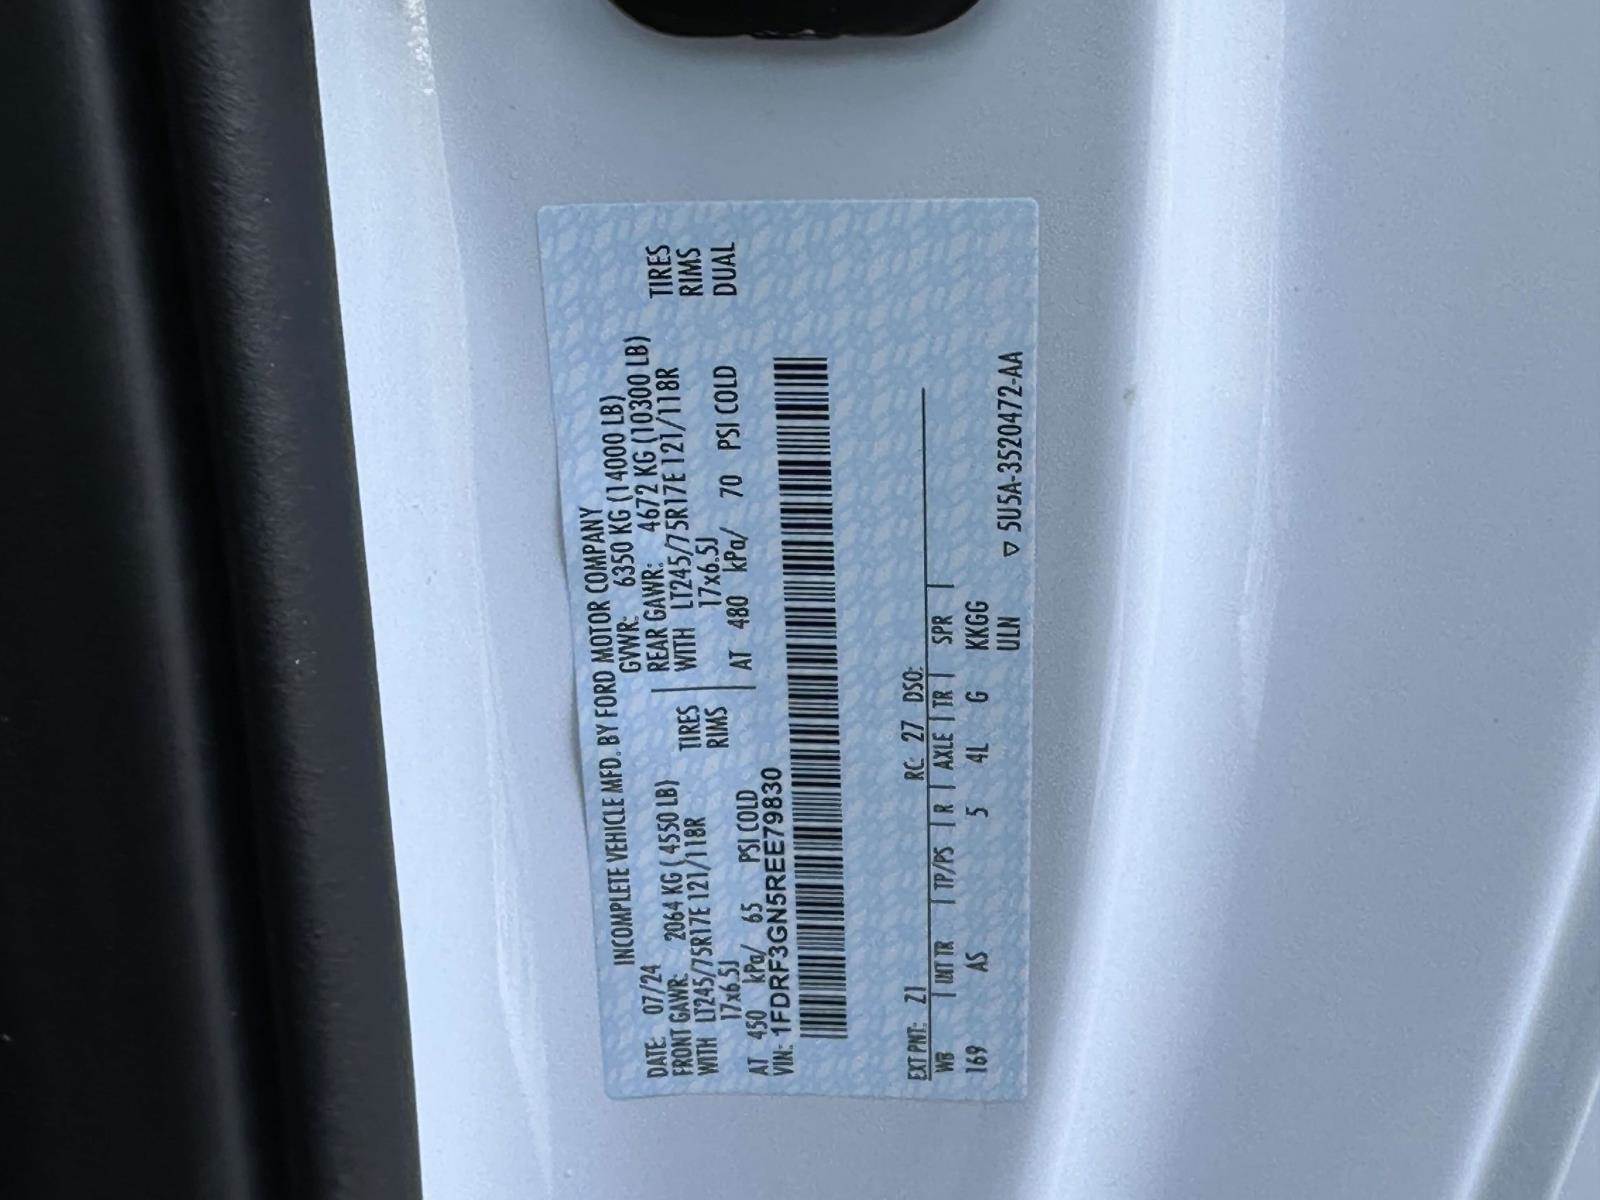 INCOMPLETE VEHICLE MFD. BY FORD MOTOR COMPANY
DATE: 07/24 GVWR: 6350 KG (14000 LB)
FRONT GAWR: 2064 KG (4550 LB) REAR GAWR: 4672 KG (10300 LB)
WITH LT245/75R17E 121/118R TIRES WITH LT245/75R17E 121/118R TIRES
17x6.5J RIMS 17x6.5J RIMS
AT 450 kPa/ 65 PSI COLD AT 480 kPa/ 70 PSI COLD DUAL
VIN: 1FDRF3GN5REE79830
EXT PNT: Z1 RC: 27 DSO:
WB INT TR TP/PS R AXLE TR SPR
169 AS 5 4L G KKGG
ULN ▽ 5U5A-3520472-AA